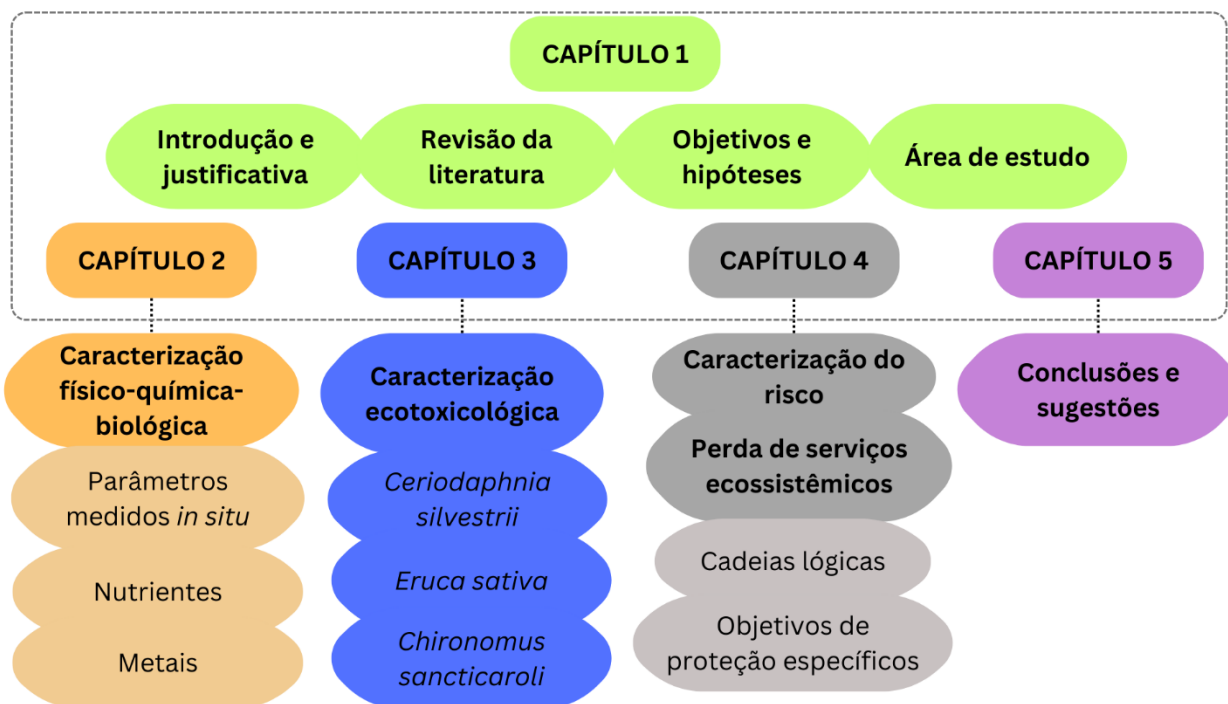 CAPÍTULO 1
Introdução e
justificativa
Revisão da
literatura
Objetivos e
hipóteses
Área de estudo
CAPÍTULO 2
CAPÍTULO 3
CAPÍTULO 4
CAPÍTULO 5
Caracterização
físico-química-
biológica
Parâmetros
medidos in situ
Nutrientes
Metais
Caracterização
ecotoxicológica
Ceriodaphnia
silvestrii
Eruca sativa
Chironomus
sancticaroli
Caracterização do
risco
Perda de serviços
ecossistêmicos
Cadeias lógicas
Objetivos de
proteção específicos
Conclusões e
sugestões